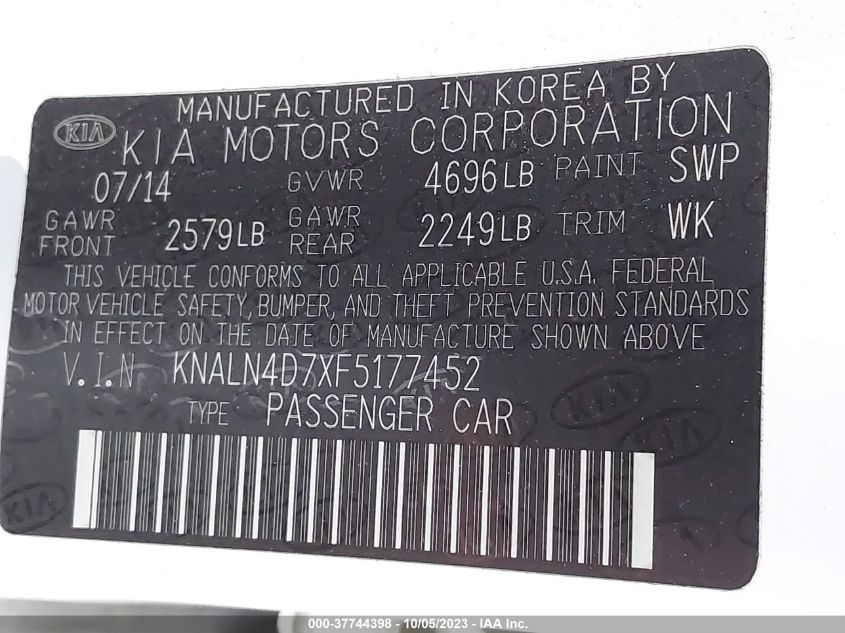 MANUFACTURED IN KOREA BY
KIA KIA MOTORS CORPORATION
07/14 GVWR 4696LB PAINT SWP
GAWR FRONT 2579LB GAWR REAR 2249LB TRIM WK
THIS VEHICLE CONFORMS TO ALL APPLICABLE U.S.A. FEDERAL
MOTOR VEHICLE SAFETY, BUMPER, AND THEFT PREVENTION STANDARDS
IN EFFECT ON THE DATE OF MANUFACTURE SHOWN ABOVE
V.I.N KNALN4D7XF5177452
TYPE PASSENGER CAR
KIA
KIA
KIA
000-37744398 - 10/05/2023 - IAA Inc.